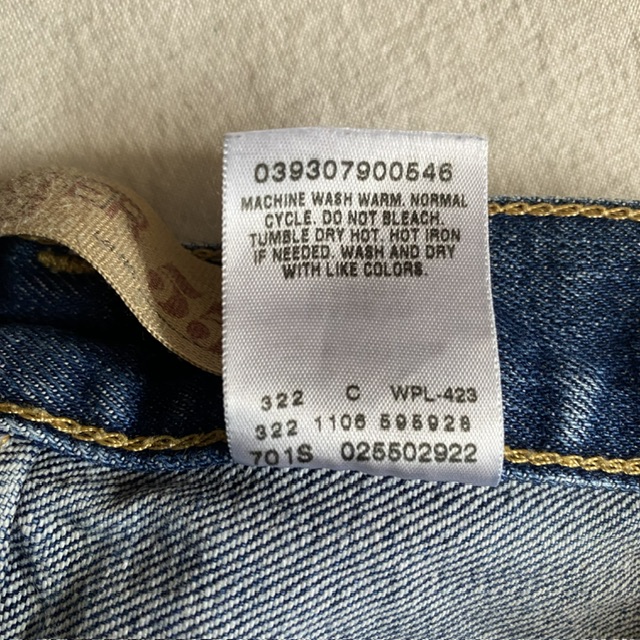 039307900546
MACHINE WASH WARM. NORMAL
CYCLE. DO NOT BLEACH.
TUMBLE DRY HOT. HOT IRON
IF NEEDED. WASH AND DRY
WITH LIKE COLORS.
322 C WPL-423
322 1106 595928
701S 025502922